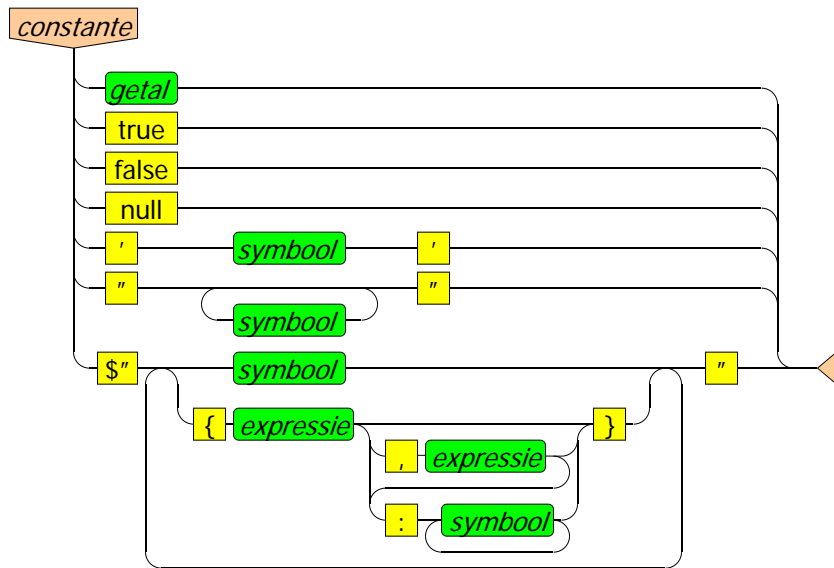 constante
getal
true
false
null
' symbool '
" "
symbool
$" symbool "
{ expressie }
, expressie
: symbool